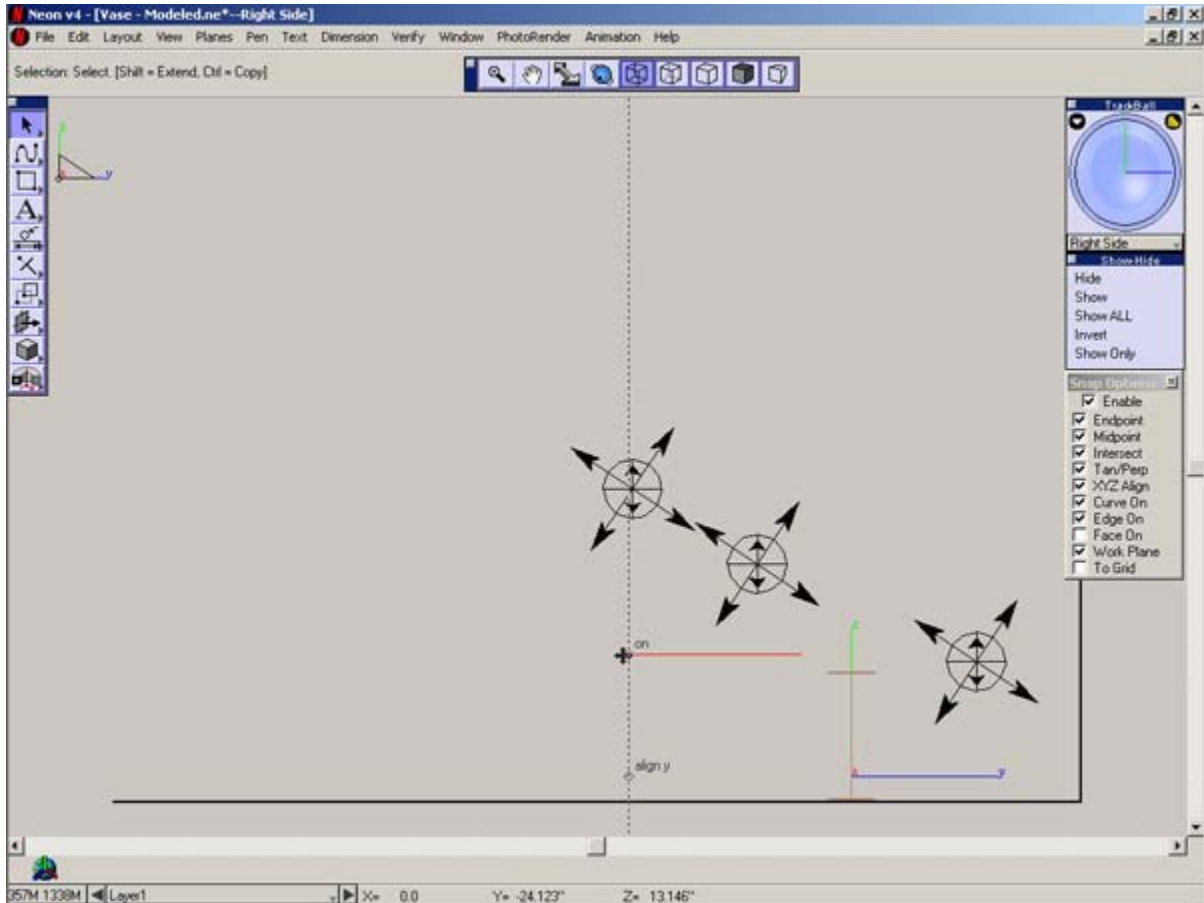 Neon v4 - [Vase - Modeled.ne*--Right Side]
File Edit Layout View Planes Pen Text Dimension Verify Window PhotoRender Animation Help
Selection: Select. [Shift = Extend, Ctrl = Copy]
TrackBall
z
x y
A
Right Side
Show-Hide
Hide
Show
Show ALL
Invert
Show Only
Snap Options
Enable
Endpoint
Midpoint
Intersect
Tan/Perp
XYZ Align
Curve On
Edge On
Face On
Work Plane
To Grid
on
z
align y
x y
357M 1338M Layer1 X= 0.0 Y= -24.123" Z= 13.146"